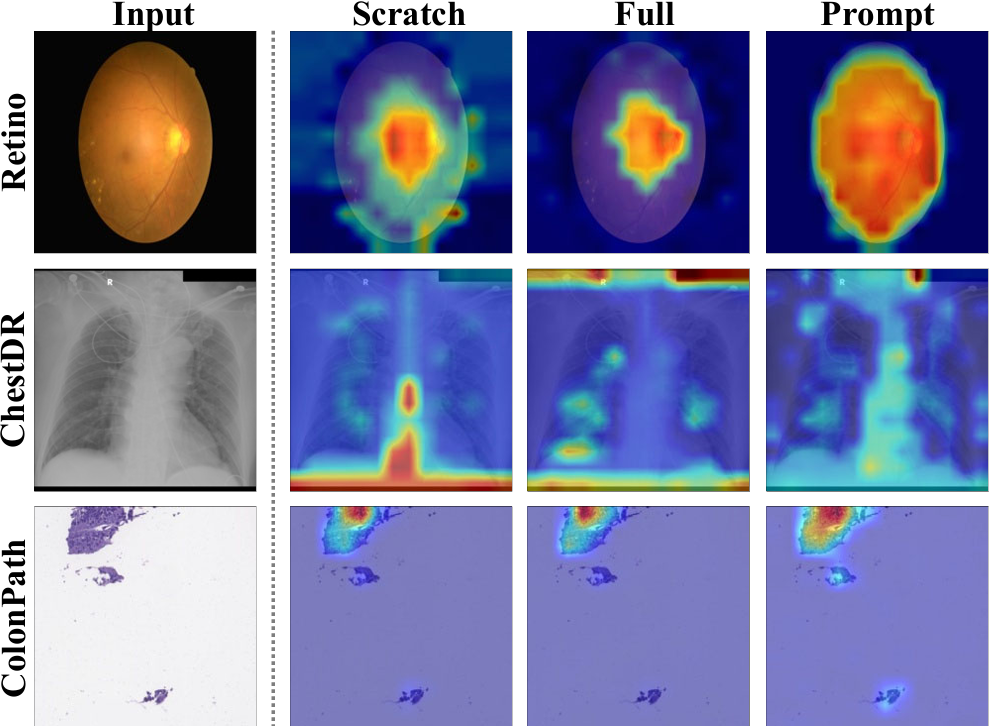 Input Scratch Full Prompt
Retino
R
R
R
R
ChestDR
ColonPath